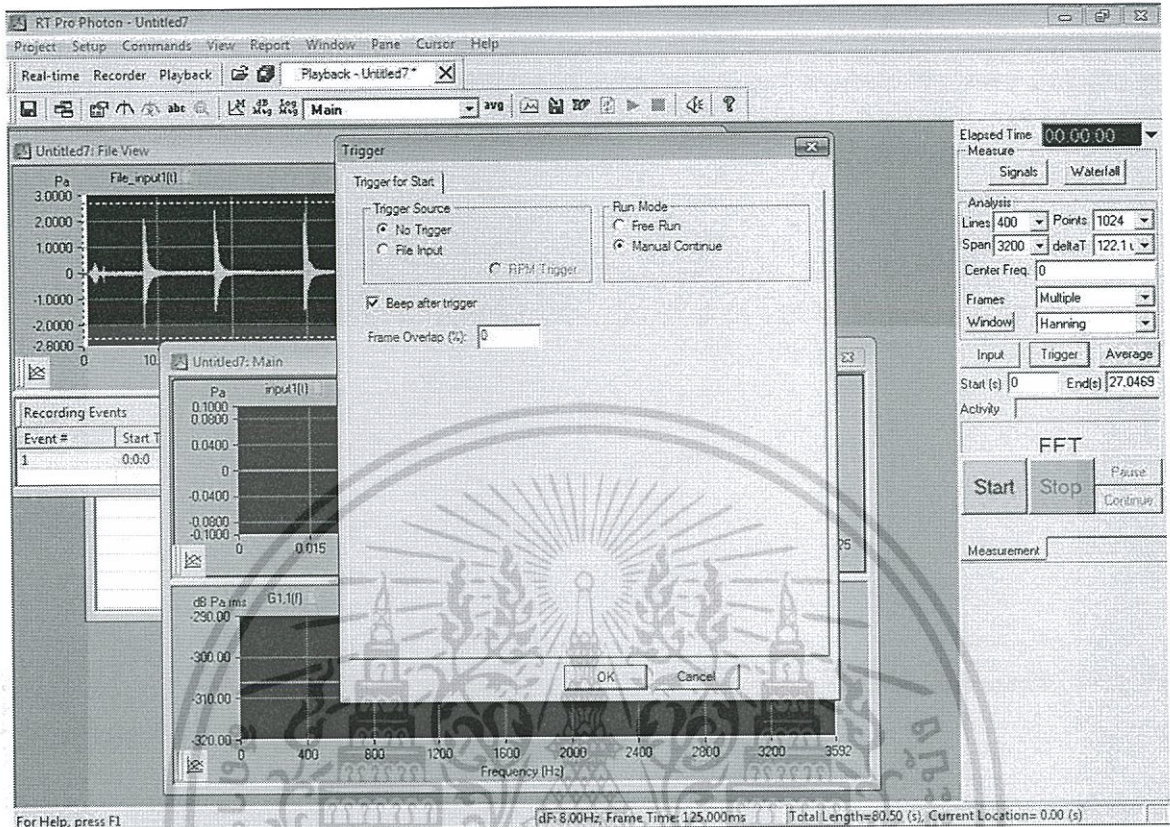 RT Pro Photon - Untitled7
Project Setup Commands View Report Window Pane Cursor Help
Real-time Recorder Playback Playback - Untitled7 *
abc Main avg
Untitled7: File View
Pa File_input1(t)
3.0000
2.0000
1.0000
0
-1.0000
-2.0000
-2.8000
0 10.
Recording Events
Event # Start T
1 0:0:0
Untitled7: Main
Pa input1(t)
0.1000
0.0800
0.0400
0
-0.0400
-0.0800
-0.1000
0 0.015
25
dB Pa rms G1,1(f)
-290.00
-300.00
-310.00
-320.00
0 400 800 1200 1600 2000 2400 2800 3200 3592
Frequency (Hz)
Trigger
Trigger for Start
Trigger Source
No Trigger
File Input
RPM Trigger
Run Mode
Free Run
Manual Continue
Beep after trigger
Frame Overlap (%): 0
OK Cancel
Elapsed Time 00:00:00
Measure
Signals Waterfall
Analysis
Lines 400 Points 1024
Span 3200 deltaT 122.1 u
Center Freq. 0
Frames Multiple
Window Hanning
Input Trigger Average
Start (s) 0 End(s) 27.0469
Activity
FFT
Start Stop Pause
Continue
Measurement
For Help, press F1 dF: 8.00Hz, Frame Time: 125.000ms Total Length=80.50 (s), Current Location= 0.00 (s)